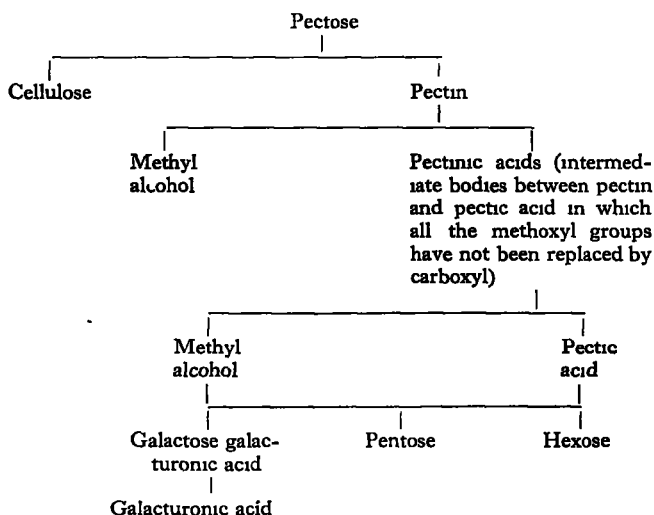 Pectose
Cellulose
Pectin
Methyl
alcohol
Pectinic acids (intermed-
iate bodies between pectin
and pectic acid in which
all the methoxyl groups
have not been replaced by
carboxyl)
Methyl
alcohol
Pectic
acid
Galactose galac-
turonic acid
Pentose
Hexose
Galacturonic acid